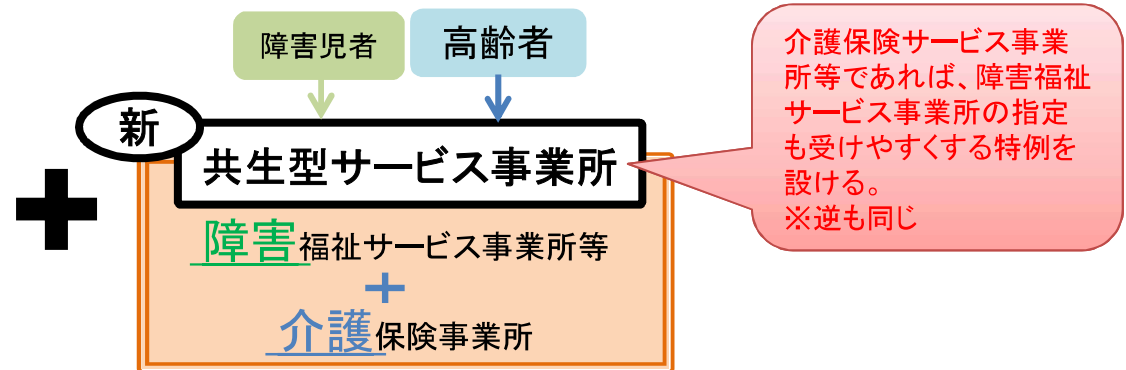 障害児者
高齢者
新
共生型サービス事業所
障害福祉サービス事業所等
+
介護保険事業所
介護保険サービス事業
所等であれば、障害福祉
サービス事業所の指定
も受けやすくする特例を
設ける。
※逆も同じ